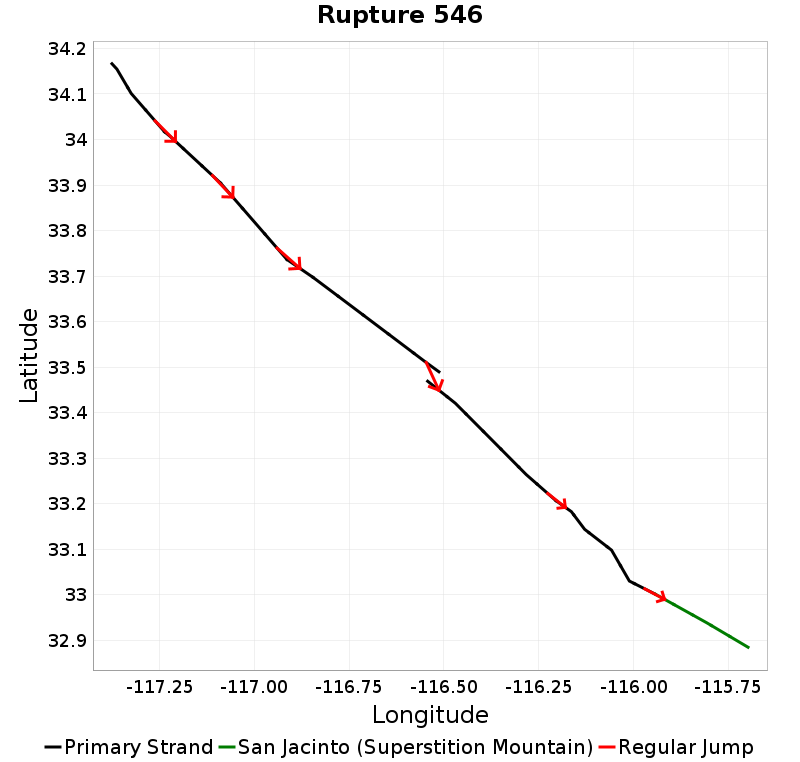 Rupture 546
34.2
34.1
34
33.9
33.8
33.7
33.6
33.5
33.4
33.3
33.2
33.1
33
32.9
Latitude
-117.25 -117.00 -116.75 -116.50 -116.25 -116.00 -115.75
Longitude
Primary Strand San Jacinto (Superstition Mountain) Regular Jump